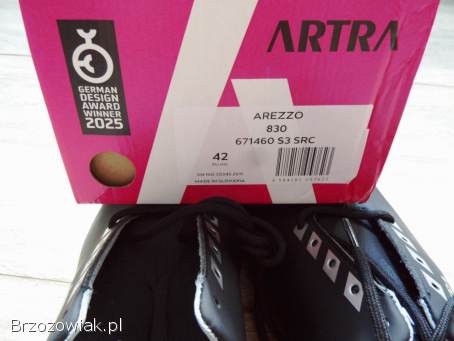 GERMAN
DESIGN
AWARD
WINNER
2025
ARTRA
AREZZO
830
671460 S3 SRC
42
MADE IN SLOVAKIA
Brzozowiak.pl